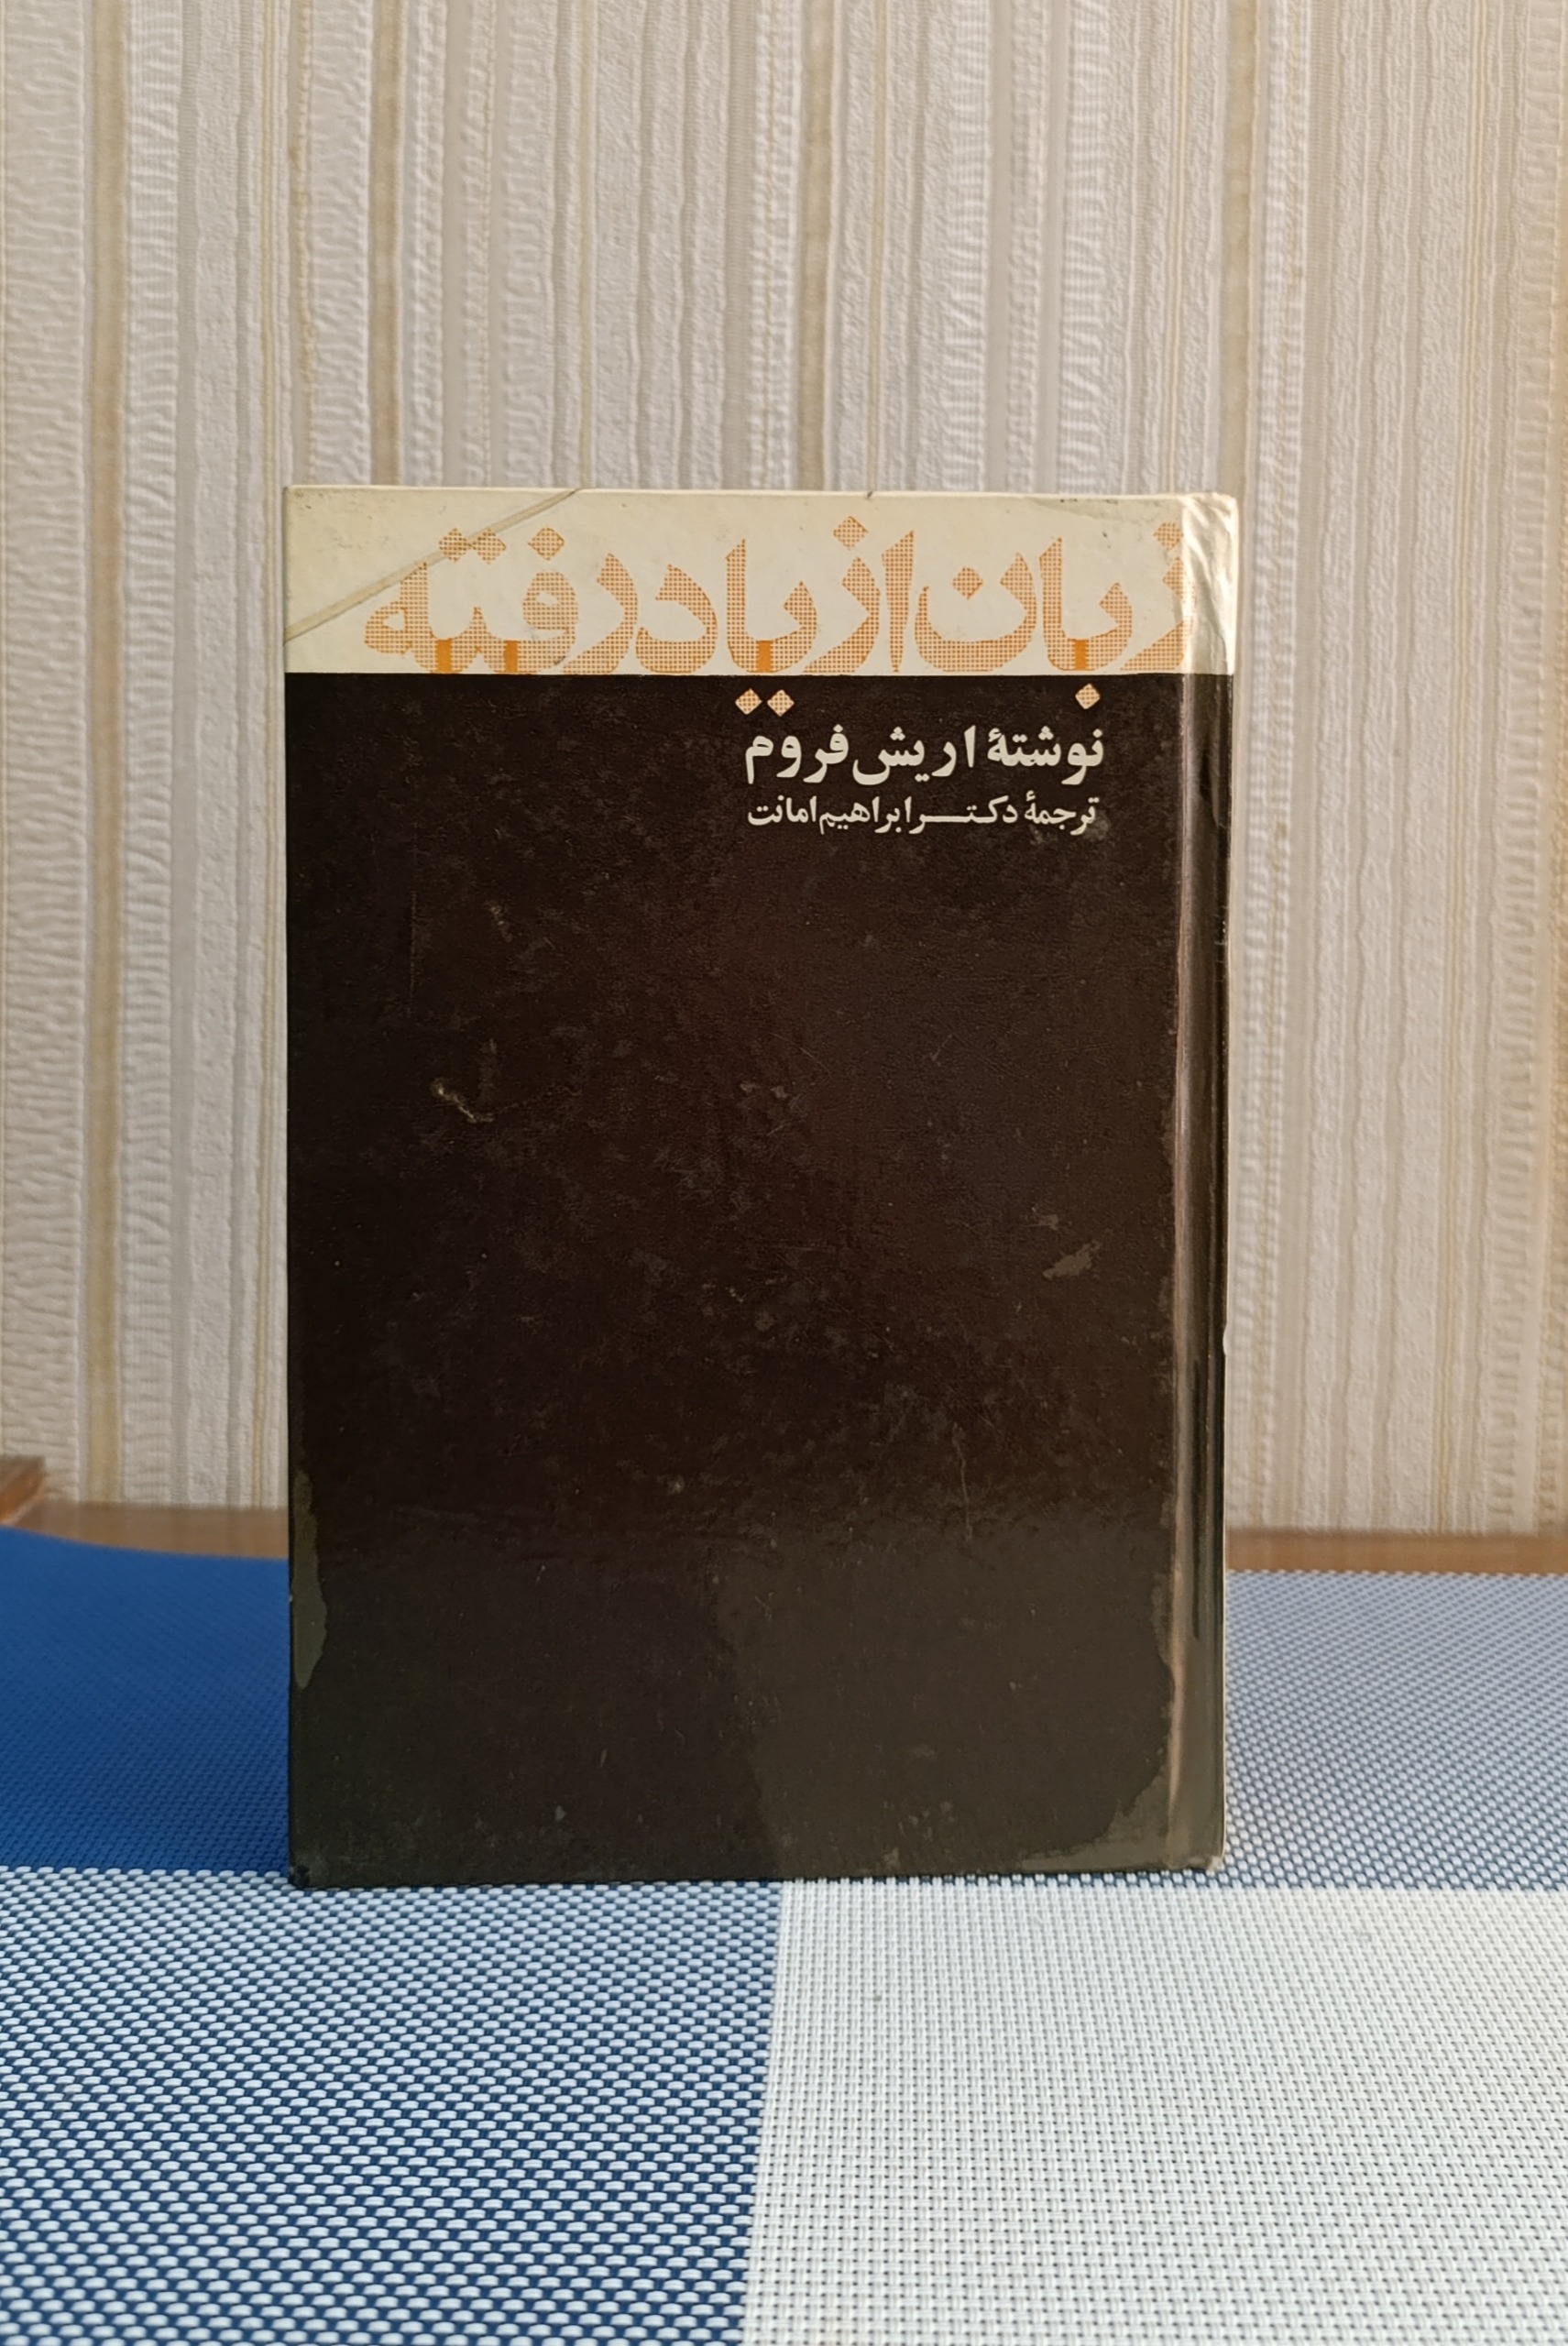 زبان از یاد رفته
نوشتهٔ اریش فروم
ترجمهٔ دکتر ابراهیم امانت